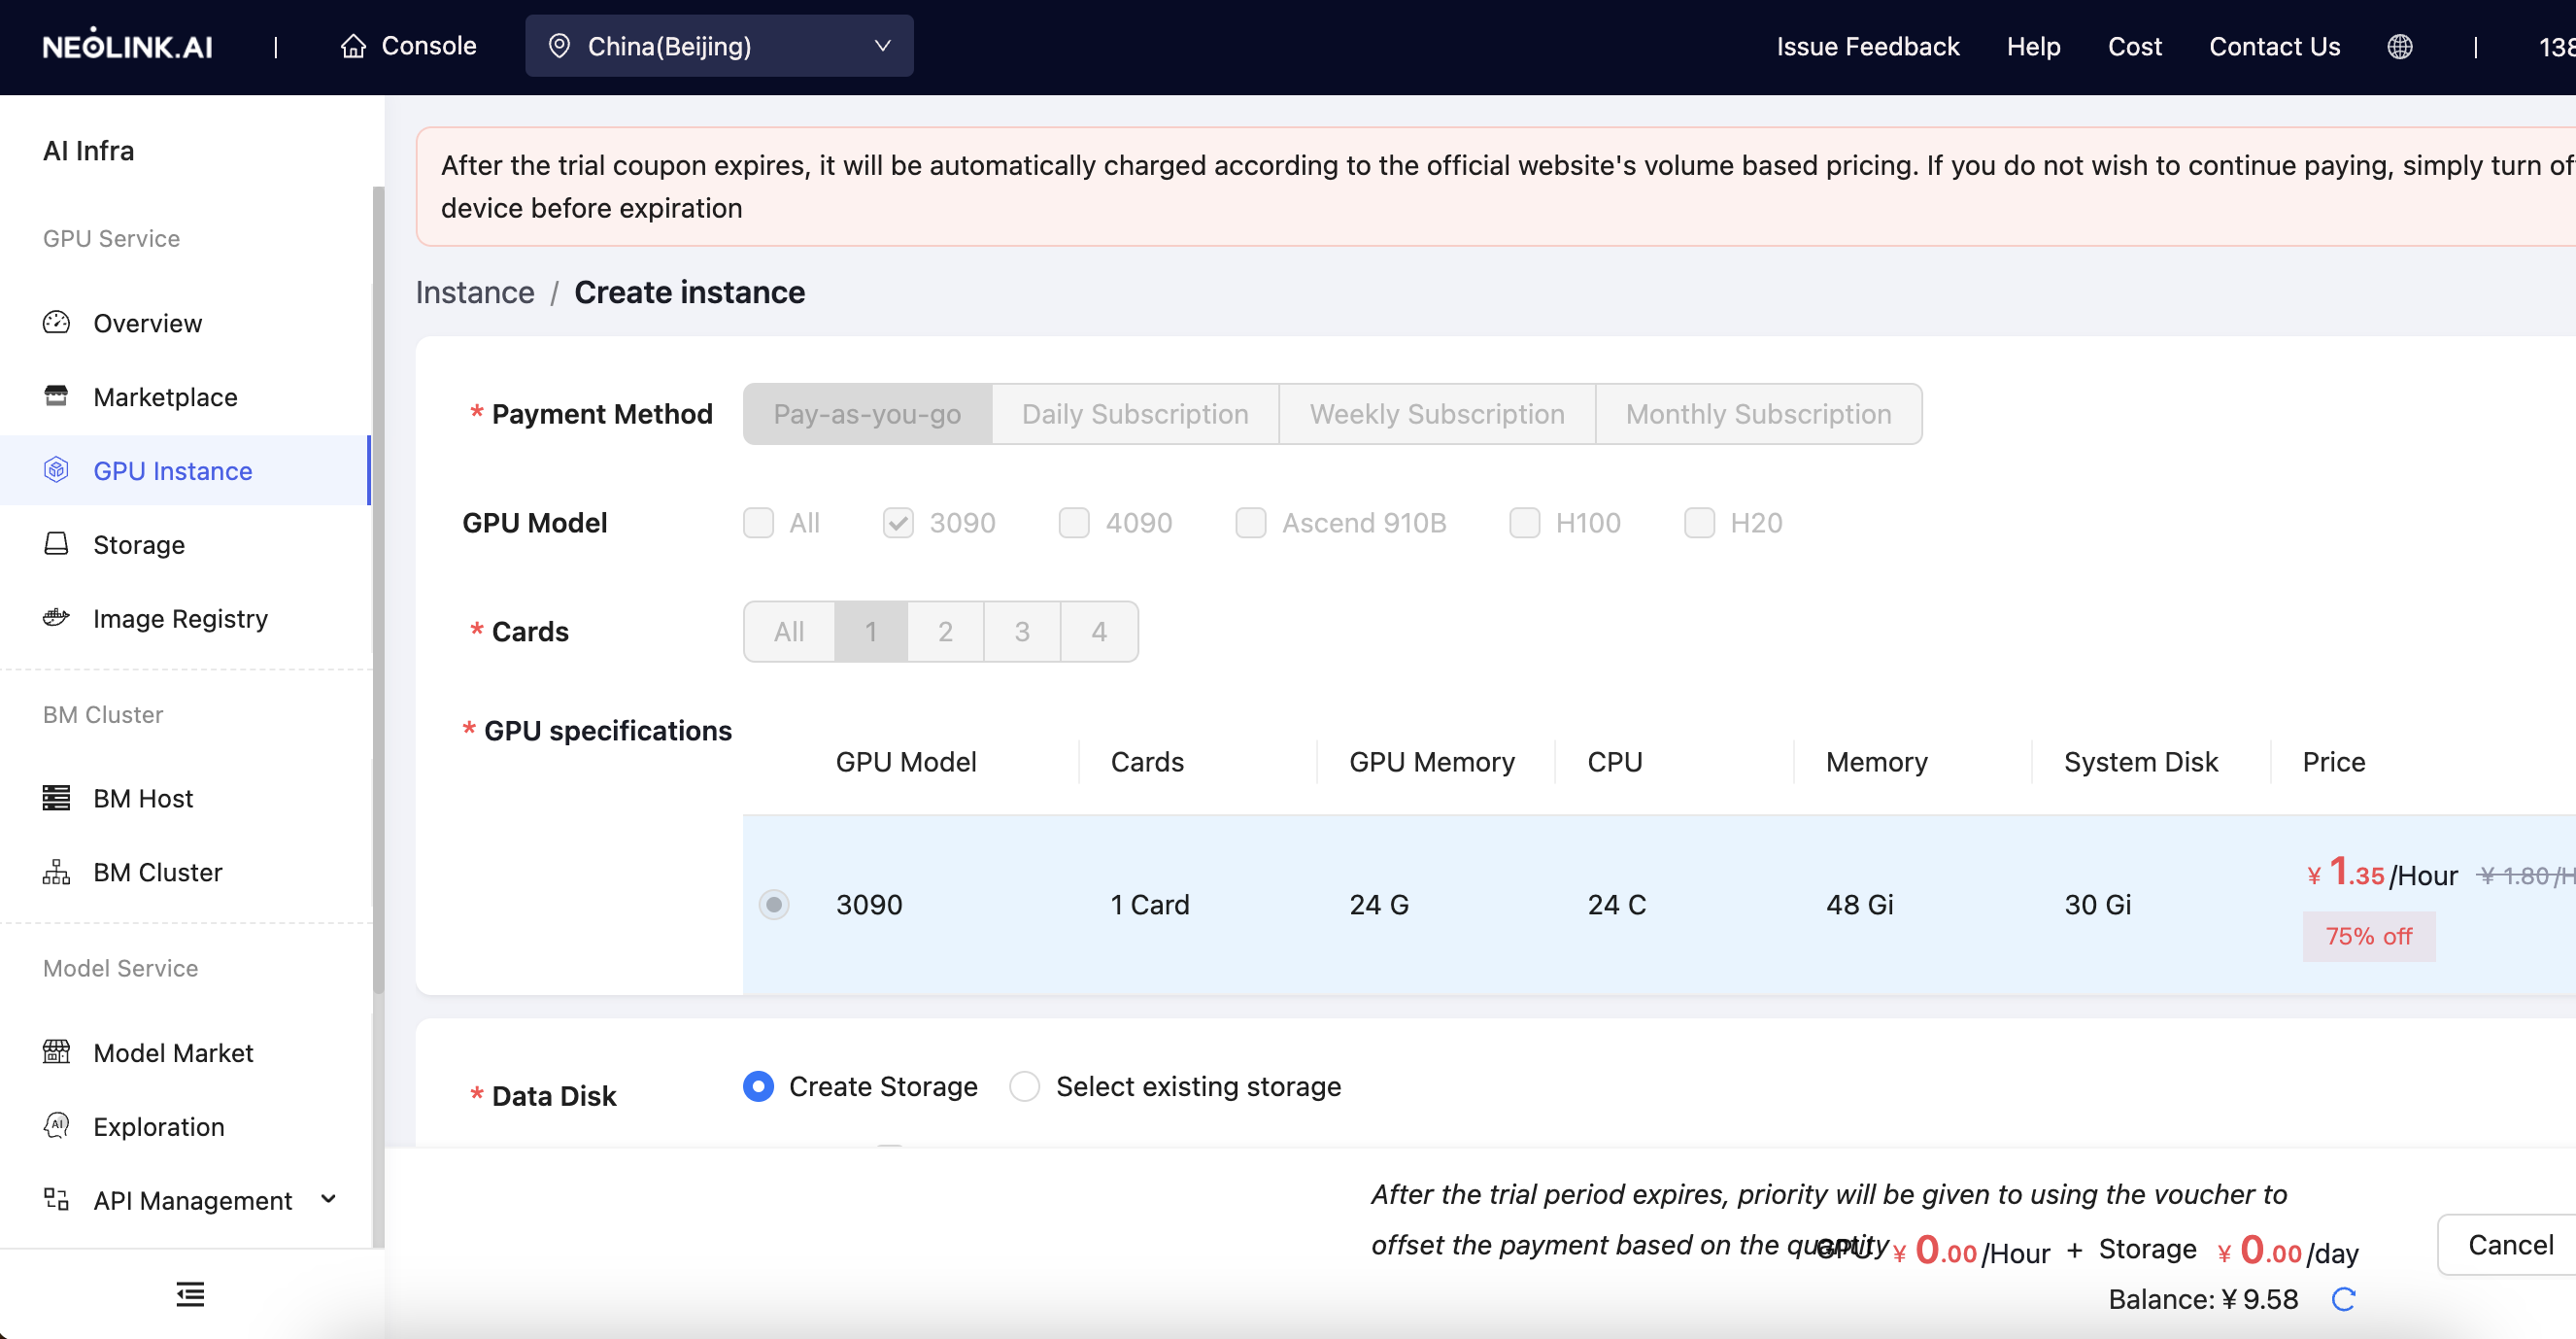 NEOLINK.AI | Console China(Beijing) Issue Feedback Help Cost Contact Us | 138
AI Infra
GPU Service
Overview
Marketplace
GPU Instance
Storage
Image Registry
BM Cluster
BM Host
BM Cluster
Model Service
Model Market
Exploration
API Management
After the trial coupon expires, it will be automatically charged according to the official website's volume based pricing. If you do not wish to continue paying, simply turn of
device before expiration
Instance / Create instance
* Payment Method Pay-as-you-go Daily Subscription Weekly Subscription Monthly Subscription
GPU Model All 3090 4090 Ascend 910B H100 H20
* Cards All 1 2 3 4
* GPU specifications
GPU Model Cards GPU Memory CPU Memory System Disk Price
3090 1 Card 24 G 24 C 48 Gi 30 Gi ¥ 1.35/Hour ¥ 1.80/H
75% off
* Data Disk Create Storage Select existing storage
After the trial period expires, priority will be given to using the voucher to
offset the payment based on the quantity
GPU ¥ 0.00/Hour + Storage ¥ 0.00/day
Balance: ¥ 9.58
Cancel